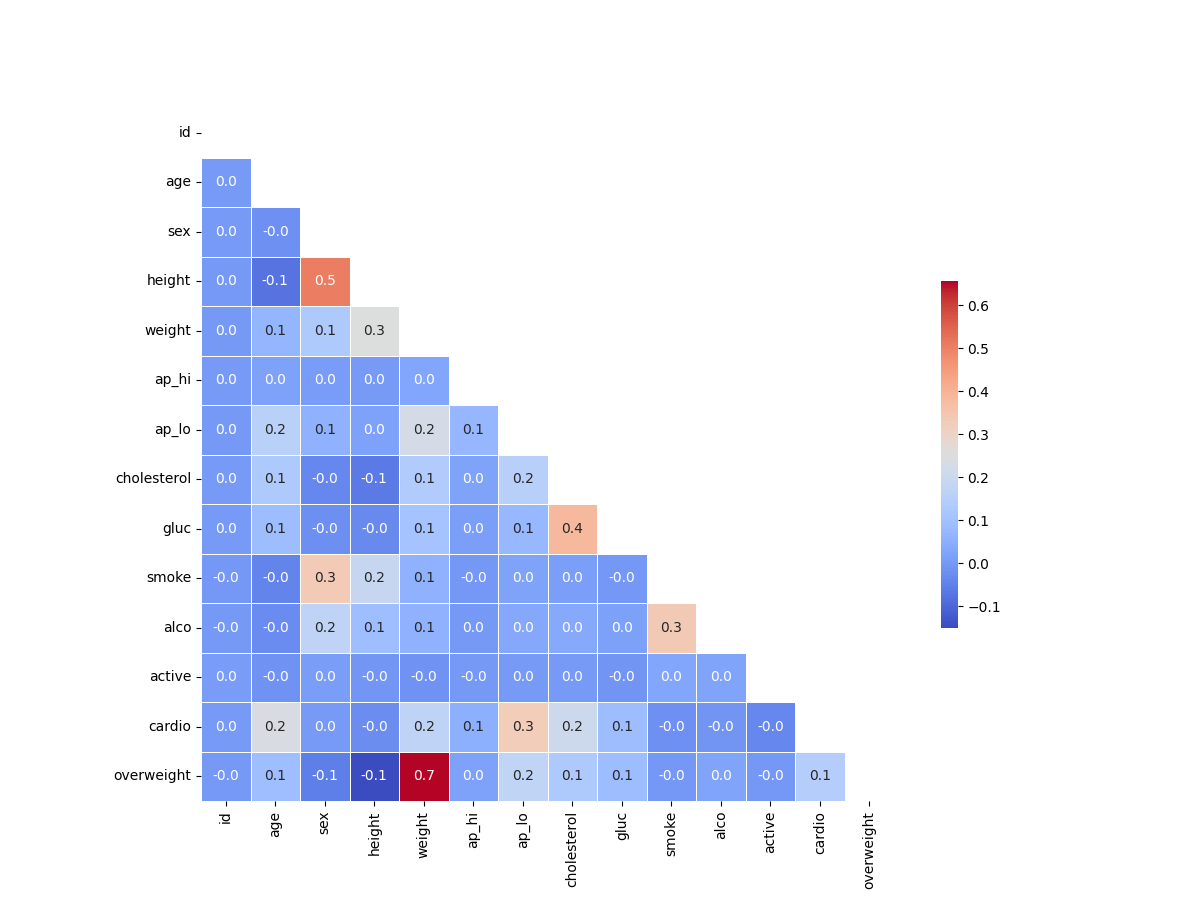 id
age 0.0
sex 0.0 -0.0
height 0.0 -0.1 0.5
weight 0.0 0.1 0.1 0.3
ap_hi 0.0 0.0 0.0 0.0 0.0
ap_lo 0.0 0.2 0.1 0.0 0.2 0.1
cholesterol 0.0 0.1 -0.0 -0.1 0.1 0.0 0.2
gluc 0.0 0.1 -0.0 -0.0 0.1 0.0 0.1 0.4
smoke -0.0 -0.0 0.3 0.2 0.1 -0.0 0.0 0.0 -0.0
alco -0.0 -0.0 0.2 0.1 0.1 0.0 0.0 0.0 0.0 0.3
active 0.0 -0.0 0.0 -0.0 -0.0 -0.0 0.0 0.0 -0.0 0.0 0.0
cardio 0.0 0.2 0.0 -0.0 0.2 0.1 0.3 0.2 0.1 -0.0 -0.0 -0.0
overweight -0.0 0.1 -0.1 -0.1 0.7 0.0 0.2 0.1 0.1 -0.0 0.0 -0.0 0.1
id age sex height weight ap_hi ap_lo cholesterol gluc smoke alco active cardio overweight
0.6
0.5
0.4
0.3
0.2
0.1
0.0
−0.1